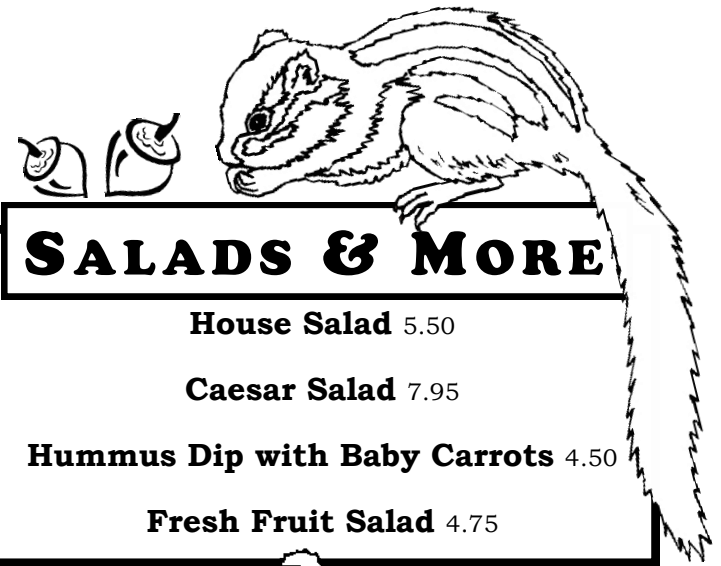 SALADS & MORE
House Salad 5.50
Caesar Salad 7.95
Hummus Dip with Baby Carrots 4.50
Fresh Fruit Salad 4.75